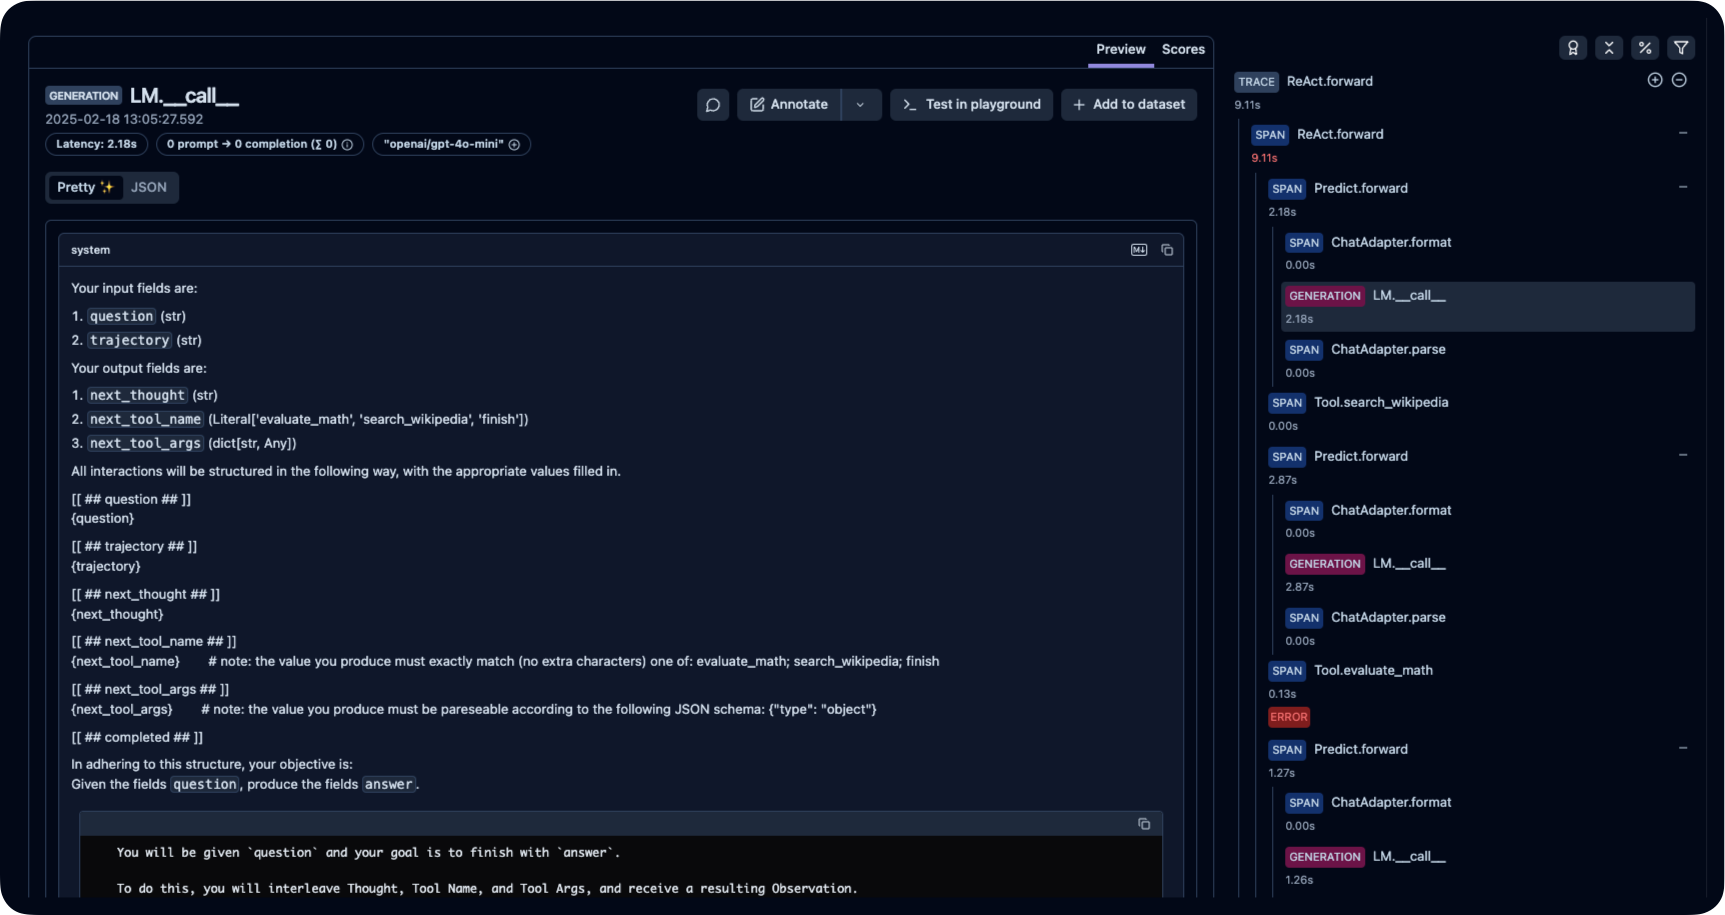 Preview Scores
GENERATION LM.__call__
2025-02-18 13:05:27.592
Latency: 2.18s 0 prompt → 0 completion (∑ 0) "openai/gpt-4o-mini"
Annotate Test in playground + Add to dataset
Pretty ✨ JSON
system
Your input fields are:
1. question (str)
2. trajectory (str)
Your output fields are:
1. next_thought (str)
2. next_tool_name (Literal['evaluate_math', 'search_wikipedia', 'finish'])
3. next_tool_args (dict[str, Any])
All interactions will be structured in the following way, with the appropriate values filled in.
[[ ## question ## ]]
{question}
[[ ## trajectory ## ]]
{trajectory}
[[ ## next_thought ## ]]
{next_thought}
[[ ## next_tool_name ## ]]
{next_tool_name} # note: the value you produce must exactly match (no extra characters) one of: evaluate_math; search_wikipedia; finish
[[ ## next_tool_args ## ]]
{next_tool_args} # note: the value you produce must be pareseable according to the following JSON schema: {"type": "object"}
[[ ## completed ## ]]
In adhering to this structure, your objective is:
Given the fields question, produce the fields answer.
You will be given `question` and your goal is to finish with `answer`.
To do this, you will interleave Thought, Tool Name, and Tool Args, and receive a resulting Observation.
TRACE ReAct.forward
9.11s
SPAN ReAct.forward
9.11s
SPAN Predict.forward
2.18s
SPAN ChatAdapter.format
0.00s
GENERATION LM.__call__
2.18s
SPAN ChatAdapter.parse
0.00s
SPAN Tool.search_wikipedia
0.00s
SPAN Predict.forward
2.87s
SPAN ChatAdapter.format
0.00s
GENERATION LM.__call__
2.87s
SPAN ChatAdapter.parse
0.00s
SPAN Tool.evaluate_math
0.13s
ERROR
SPAN Predict.forward
1.27s
SPAN ChatAdapter.format
0.00s
GENERATION LM.__call__
1.26s